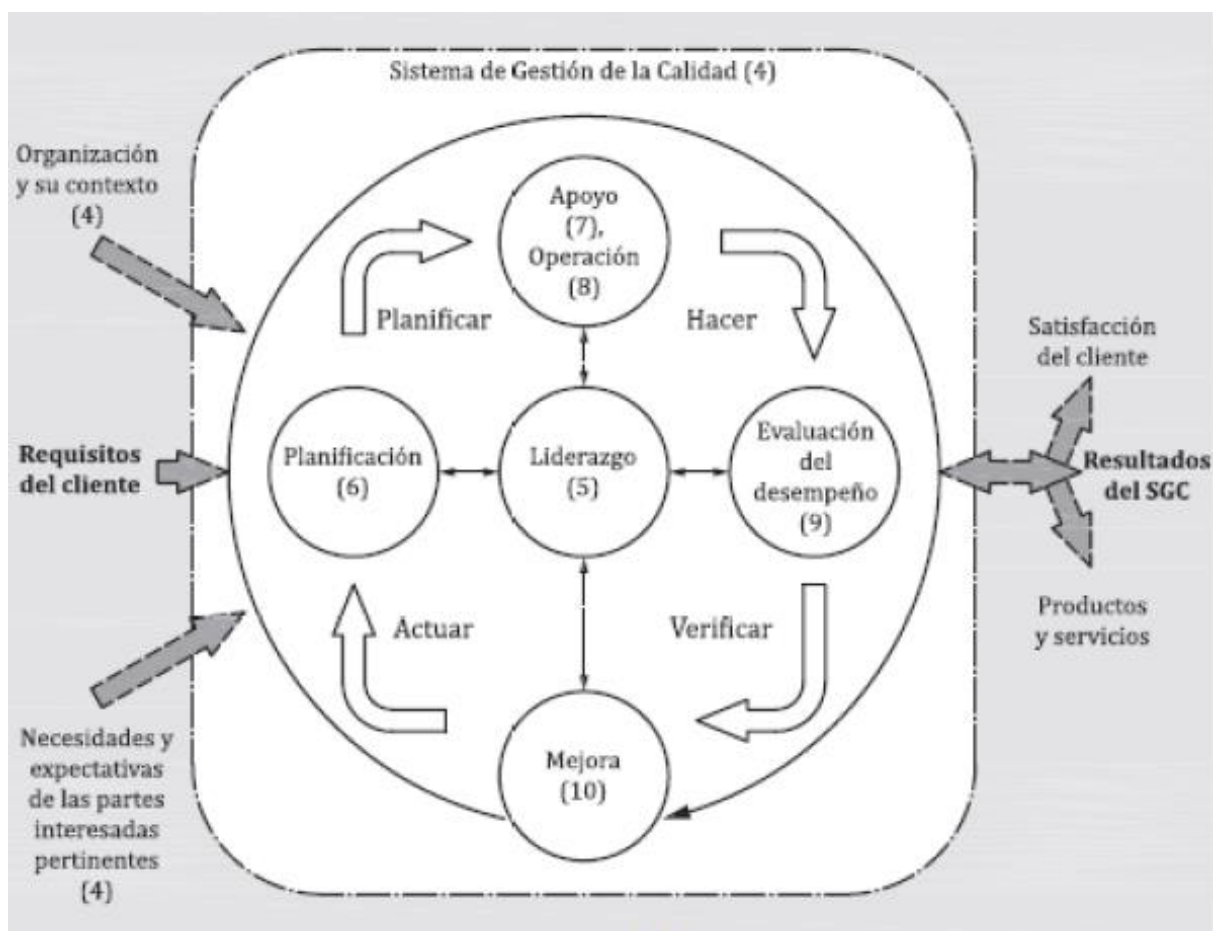 Sistema de Gestión de la Calidad (4)
Organización
y su contexto
(4)
Apoyo
(7),
Operación
(8)
Planificar
Hacer
Satisfacción
del cliente
Requisitos
del cliente
Planificación
(6)
Liderazgo
(5)
Evaluación
del
desempeño
(9)
Resultados
del SGC
Actuar
Verificar
Productos
y servicios
Necesidades y
expectativas
de las partes
interesadas
pertinentes
(4)
Mejora
(10)